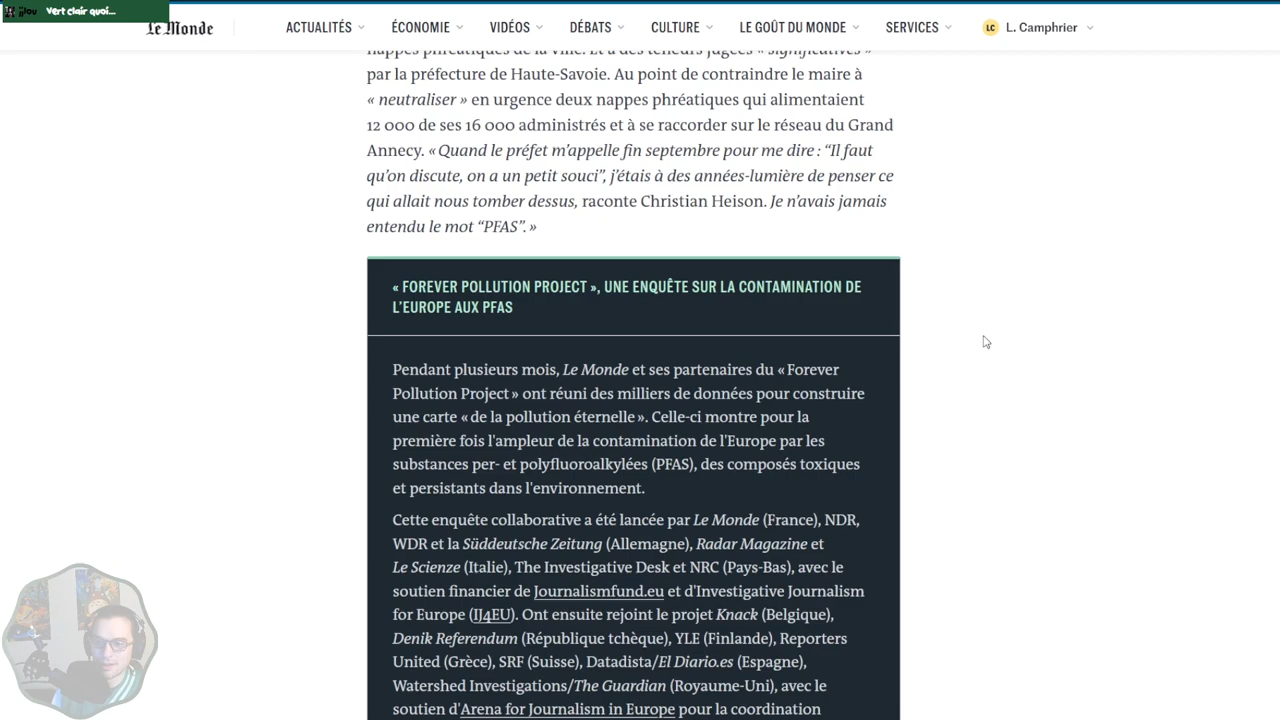 Vert clair quoi...
Le Monde
ACTUALITÉS
ÉCONOMIE
VIDÉOS
DÉBATS
CULTURE
LE GOÛT DU MONDE
SERVICES
LC
L. Camphrier
nappes phréatiques de la ville. Et à des teneurs jugées « significatives »
par la préfecture de Haute-Savoie. Au point de contraindre le maire à
« neutraliser » en urgence deux nappes phréatiques qui alimentaient
12 000 de ses 16 000 administrés et à se raccorder sur le réseau du Grand
Annecy. « Quand le préfet m’appelle fin septembre pour me dire : “Il faut
qu’on discute, on a un petit souci”, j’étais à des années-lumière de penser ce
qui allait nous tomber dessus, raconte Christian Heison. Je n’avais jamais
entendu le mot “PFAS”. »
« FOREVER POLLUTION PROJECT », UNE ENQUÊTE SUR LA CONTAMINATION DE
L’EUROPE AUX PFAS
Pendant plusieurs mois, Le Monde et ses partenaires du « Forever
Pollution Project » ont réuni des milliers de données pour construire
une carte « de la pollution éternelle ». Celle-ci montre pour la
première fois l'ampleur de la contamination de l'Europe par les
substances per- et polyfluoroalkylées (PFAS), des composés toxiques
et persistants dans l'environnement.
Cette enquête collaborative a été lancée par Le Monde (France), NDR,
WDR et la Süddeutsche Zeitung (Allemagne), Radar Magazine et
Le Scienze (Italie), The Investigative Desk et NRC (Pays-Bas), avec le
soutien financier de Journalismfund.eu et d'Investigative Journalism
for Europe (IJ4EU). Ont ensuite rejoint le projet Knack (Belgique),
Denik Referendum (République tchèque), YLE (Finlande), Reporters
United (Grèce), SRF (Suisse), Datadista/El Diario.es (Espagne),
Watershed Investigations/The Guardian (Royaume-Uni), avec le
soutien d'Arena for Journalism in Europe pour la coordination